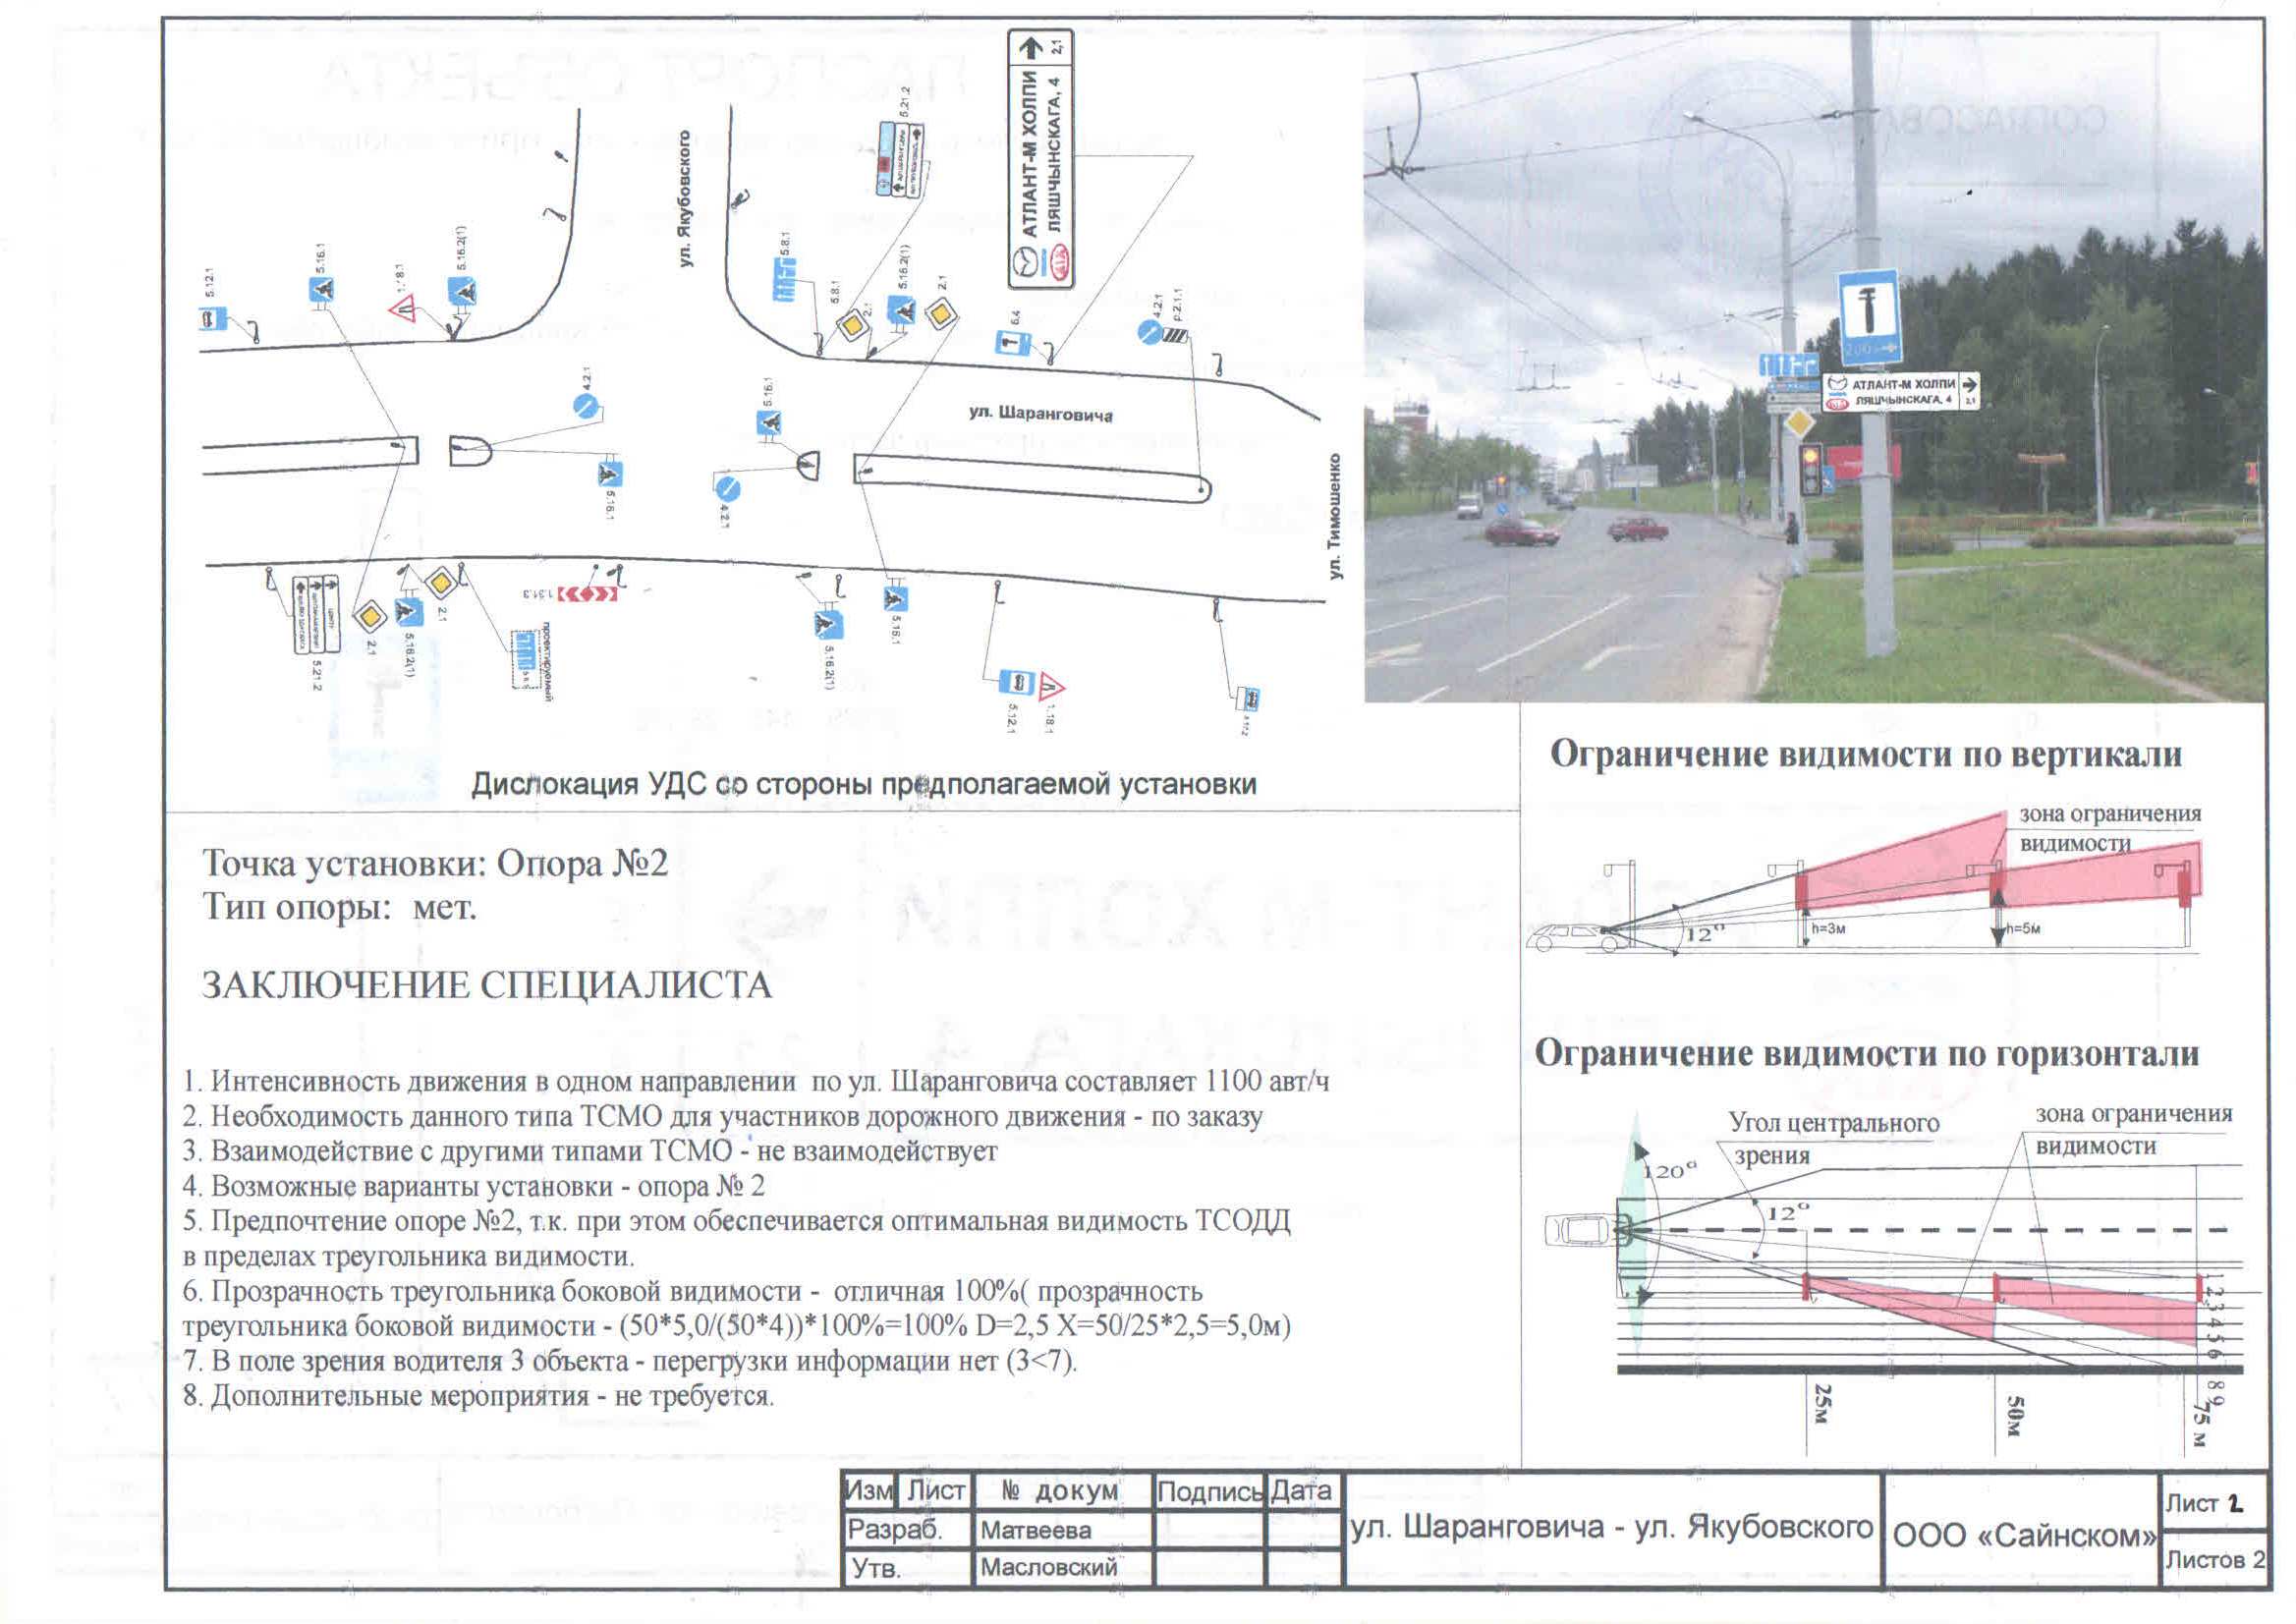 5.12.1
5.16.1
1.18.1
5.16.2(1)
ул. Якубовского
5.8.1
5.8.1
5.21.2
2.1
5.16.2(1)
2.1
АТЛАНТ-М ХОЛПИ
ЛЯШЧЫНСКАГА, 4
2,1
KIA
6.4
4.2.1
р.2.1.1
4.2.1
5.16.1
5.16.1
4.2.1
ул. Шаранговича
ул. Тимошенко
ЦЕНТР
5.21.2
2.1
5.16.2(1)
2.1
проектируемый
1.31.3
5.16.2(1)
5.16.1
5.12.1
1.18.1
Дислокация УДС со стороны предполагаемой установки
АТЛАНТ-М ХОЛПИ
ЛЯШЧЫНСКАГА, 4
2,1
KIA
Точка установки: Опора №2
Тип опоры: мет.
ЗАКЛЮЧЕНИЕ СПЕЦИАЛИСТА
1. Интенсивность движения в одном направлении по ул. Шаранговича составляет 1100 авт/ч
2. Необходимость данного типа ТСМО для участников дорожного движения - по заказу
3. Взаимодействие с другими типами ТСМО - не взаимодействует
4. Возможные варианты установки - опора № 2
5. Предпочтение опоре №2, т.к. при этом обеспечивается оптимальная видимость ТСОДД
в пределах треугольника видимости.
6. Прозрачность треугольника боковой видимости - отличная 100%( прозрачность
треугольника боковой видимости - (50*5,0/(50*4))*100%=100% D=2,5 X=50/25*2,5=5,0м)
7. В поле зрения водителя 3 объекта - перегрузки информации нет (3<7).
8. Дополнительные мероприятия - не требуется.
Ограничение видимости по вертикали
зона ограничения
видимости
12°
h=3м
h=5м
Ограничение видимости по горизонтали
Угол центрального
зрения
зона ограничения
видимости
120°
12°
1 2 3 4 5 6
8 9
25м
50м
75 м
Изм Лист № докум Подпись Дата
Разраб. Матвеева
Утв. Масловский
ул. Шаранговича - ул. Якубовского
ООО «Сайнском»
Лист 2
Листов 2